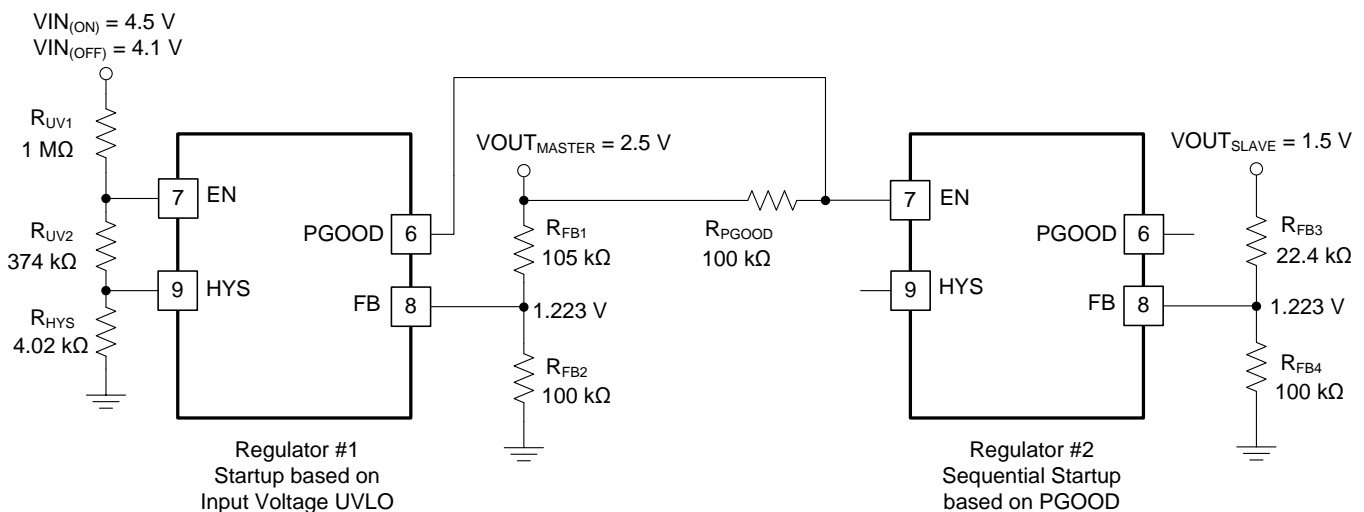 VIN(ON) = 4.5 V
VIN(OFF) = 4.1 V
RUV1
1 MΩ
7
EN
RUV2
374 kΩ
9
HYS
RHYS
4.02 kΩ
PGOOD
6
FB
8
Regulator #1
Startup based on
Input Voltage UVLO
VOUTMASTER = 2.5 V
RFB1
105 kΩ
1.223 V
RFB2
100 kΩ
RPGOOD
100 kΩ
7
EN
9
HYS
PGOOD
6
FB
8
Regulator #2
Sequential Startup
based on PGOOD
VOUTSLAVE = 1.5 V
RFB3
22.4 kΩ
1.223 V
RFB4
100 kΩ